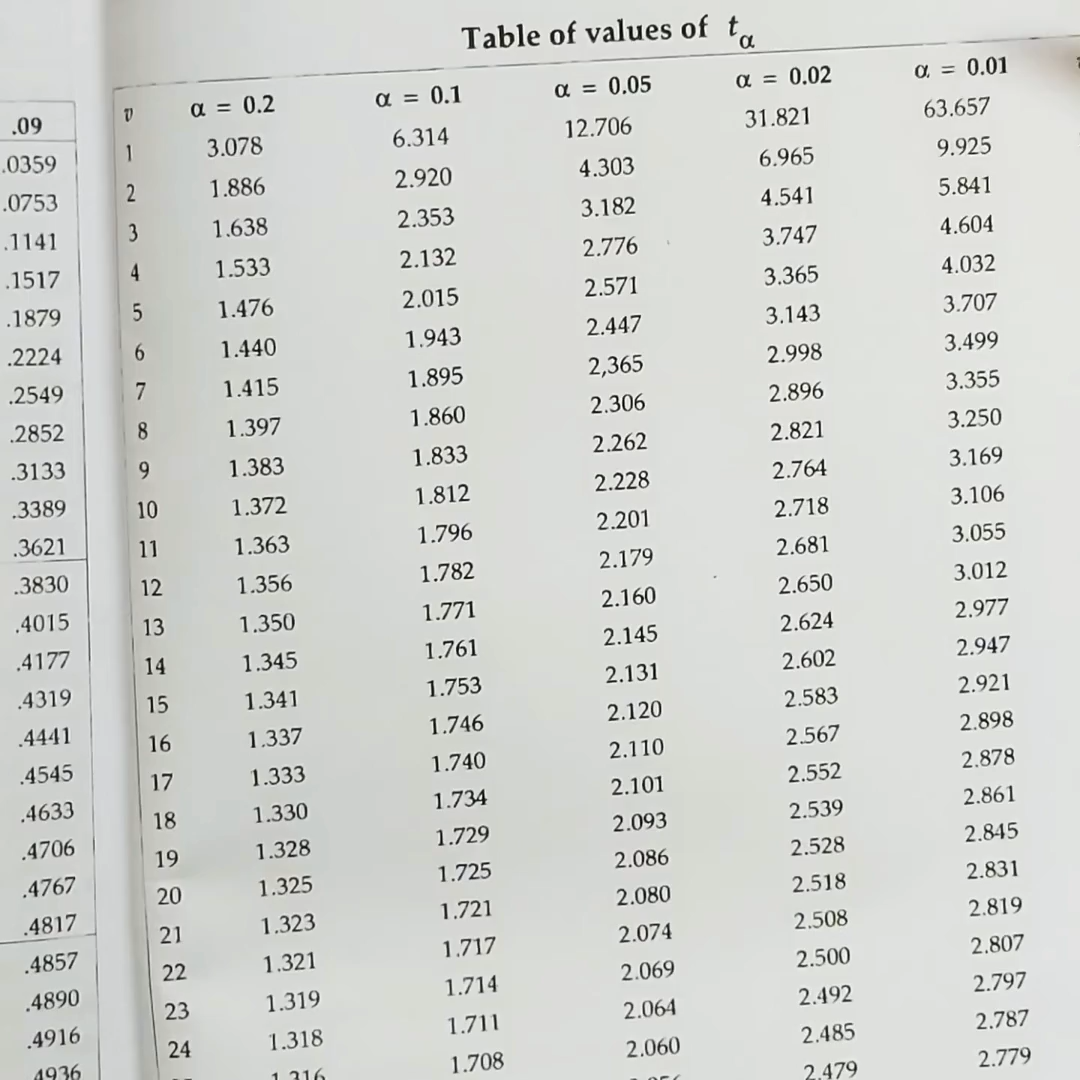 .09
.0359
.0753
.1141
.1517
.1879
.2224
.2549
.2852
.3133
.3389
.3621
.3830
.4015
.4177
.4319
.4441
.4545
.4633
.4706
.4767
.4817
.4857
.4890
.4916
.4936
Table of values of tα
υ α = 0.2 α = 0.1 α = 0.05 α = 0.02 α = 0.01
1 3.078 6.314 12.706 31.821 63.657
2 1.886 2.920 4.303 6.965 9.925
3 1.638 2.353 3.182 4.541 5.841
4 1.533 2.132 2.776 3.747 4.604
5 1.476 2.015 2.571 3.365 4.032
6 1.440 1.943 2.447 3.143 3.707
7 1.415 1.895 2,365 2.998 3.499
8 1.397 1.860 2.306 2.896 3.355
9 1.383 1.833 2.262 2.821 3.250
10 1.372 1.812 2.228 2.764 3.169
11 1.363 1.796 2.201 2.718 3.106
12 1.356 1.782 2.179 2.681 3.055
13 1.350 1.771 2.160 2.650 3.012
14 1.345 1.761 2.145 2.624 2.977
15 1.341 1.753 2.131 2.602 2.947
16 1.337 1.746 2.120 2.583 2.921
17 1.333 1.740 2.110 2.567 2.898
18 1.330 1.734 2.101 2.552 2.878
19 1.328 1.729 2.093 2.539 2.861
20 1.325 1.725 2.086 2.528 2.845
21 1.323 1.721 2.080 2.518 2.831
22 1.321 1.717 2.074 2.508 2.819
23 1.319 1.714 2.069 2.500 2.807
24 1.318 1.711 2.064 2.492 2.797
1.316 1.708 2.060 2.485 2.787
2.479 2.779